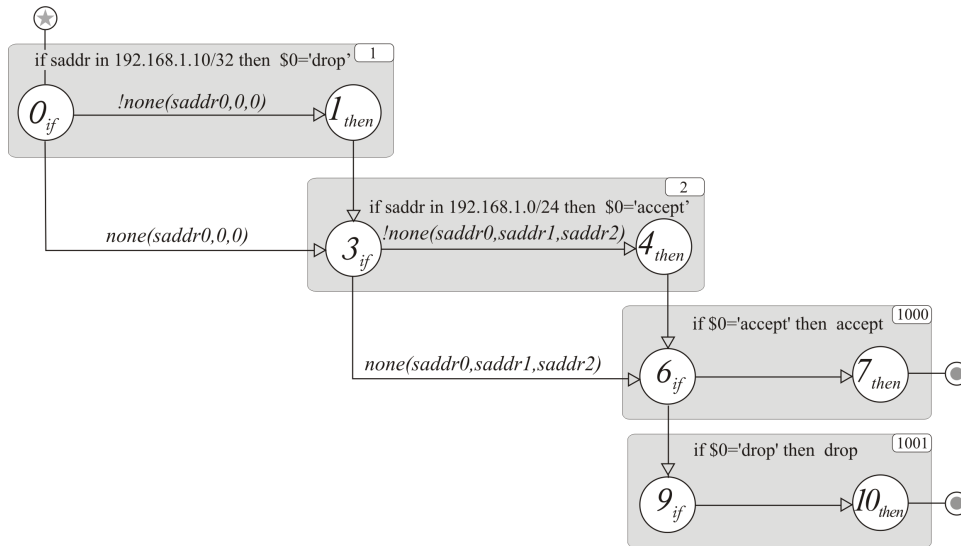 1
if saddr in 192.168.1.10/32 then $0='drop’
0if
!none(saddr0,0,0)
1then
2
if saddr in 192.168.1.0/24 then $0='accept’
none(saddr0,0,0)
3if
!none(saddr0,saddr1,saddr2)
4then
1000
if $0='accept' then accept
none(saddr0,saddr1,saddr2)
6if
7then
1001
if $0='drop' then drop
9if
10then